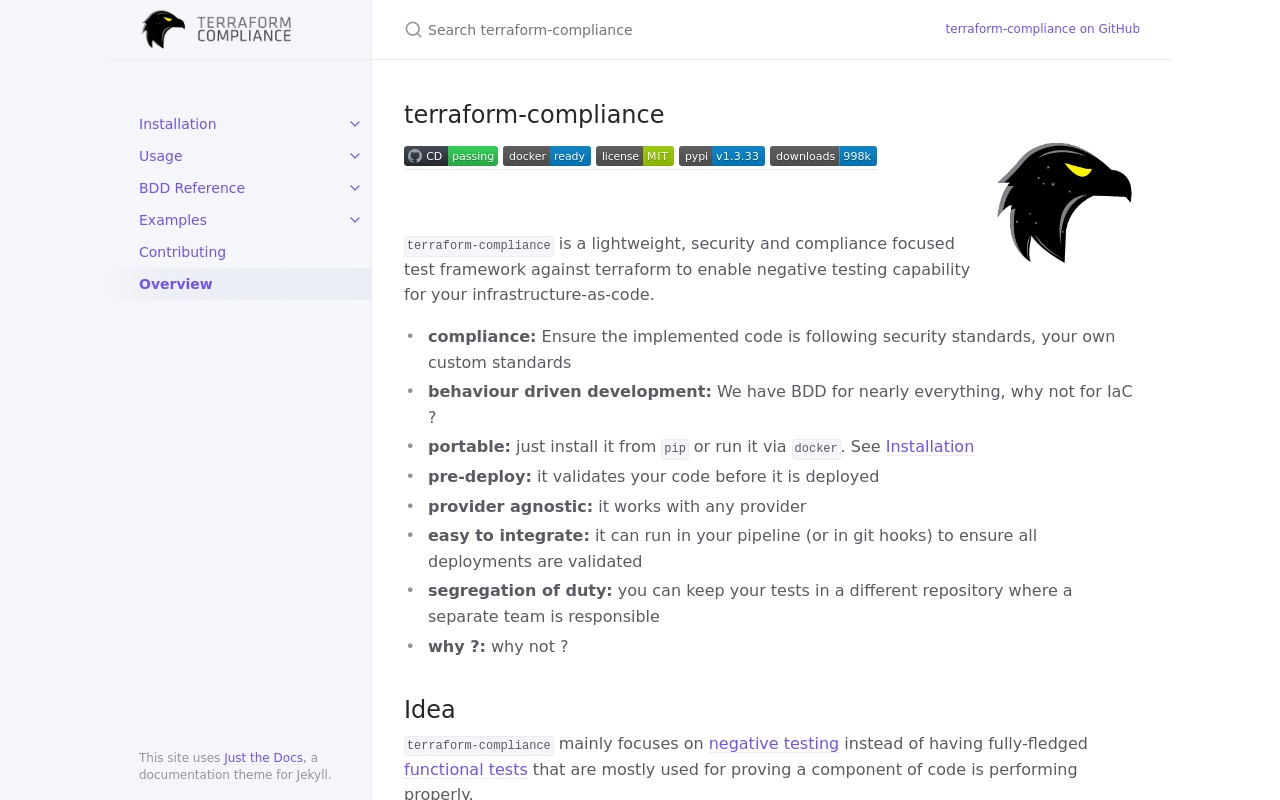 TERRAFORM
COMPLIANCE
Search terraform-compliance
terraform-compliance on GitHub
Installation
Usage
BDD Reference
Examples
Contributing
Overview
This site uses Just the Docs, a
documentation theme for Jekyll.
terraform-compliance
CD passing docker ready license MIT pypi v1.3.33 downloads 998k
terraform-compliance is a lightweight, security and compliance focused
test framework against terraform to enable negative testing capability
for your infrastructure-as-code.
• compliance: Ensure the implemented code is following security standards, your own
custom standards
• behaviour driven development: We have BDD for nearly everything, why not for IaC
?
• portable: just install it from pip or run it via docker. See Installation
• pre-deploy: it validates your code before it is deployed
• provider agnostic: it works with any provider
• easy to integrate: it can run in your pipeline (or in git hooks) to ensure all
deployments are validated
• segregation of duty: you can keep your tests in a different repository where a
separate team is responsible
• why ?: why not ?
Idea
terraform-compliance mainly focuses on negative testing instead of having fully-fledged
functional tests that are mostly used for proving a component of code is performing
properly.